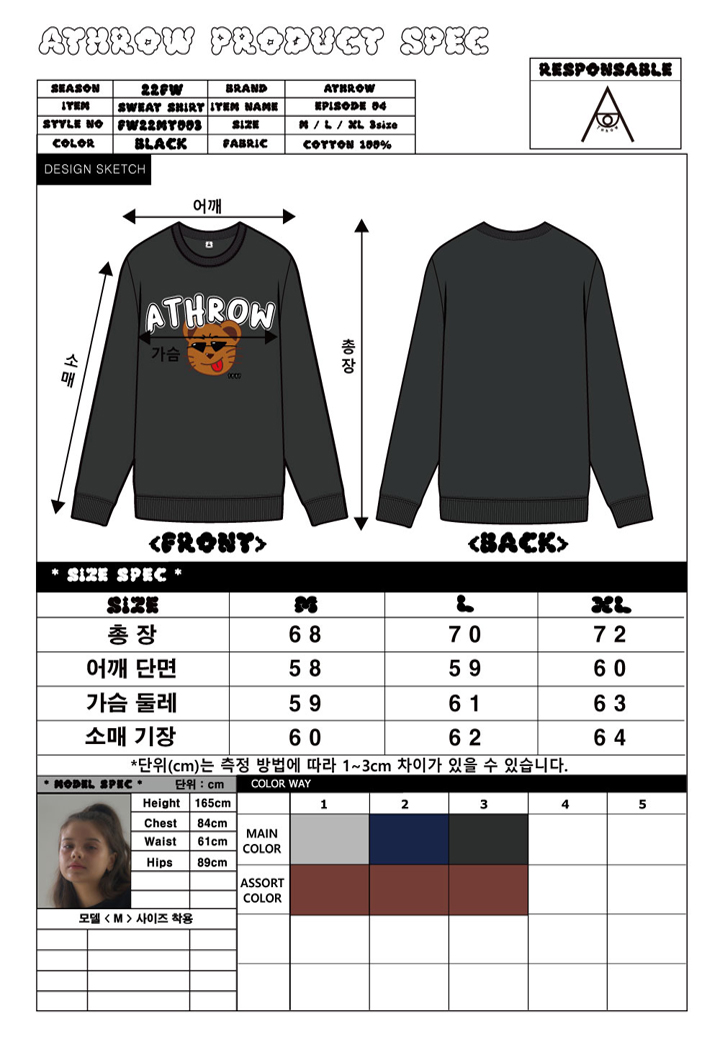 ATHROW PRODUCT SPEC
RESPONSABLE
SEASON 22FW BRAND ATHROW
ITEM SWEAT SHIRT ITEM NAME EPISODE 04
STYLE NO FW22MT003 SIZE M / L / XL 3size
COLOR BLACK FABRIC COTTON 100%
DESIGN SKETCH
어깨
ATHROW
가슴
소매
총장
<FRONT>
<BACK>
* SIZE SPEC *
SIZE M L XL
총 장 68 70 72
어깨 단면 58 59 60
가슴 둘레 59 61 63
소매 기장 60 62 64
*단위(cm)는 측정 방법에 따라 1~3cm 차이가 있을 수 있습니다.
* MODEL SPEC * 단위 : cm
Height 165cm
Chest 84cm
Waist 61cm
Hips 89cm
모델 < M > 사이즈 착용
COLOR WAY
1 2 3 4 5
MAIN
COLOR
ASSORT
COLOR